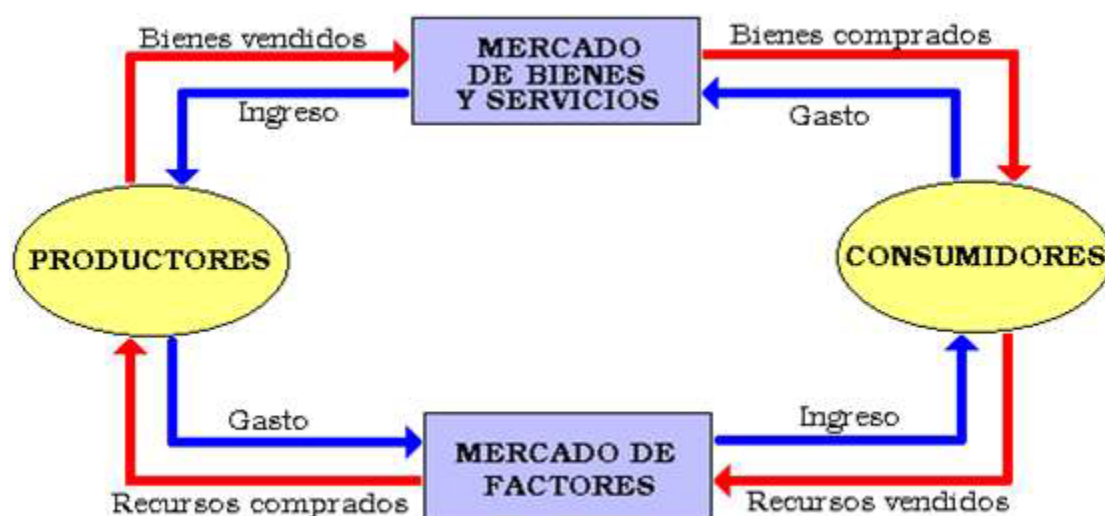 Bienes vendidos
MERCADO
DE BIENES
Y SERVICIOS
Bienes comprados
Ingreso
Gasto
PRODUCTORES
CONSUMIDORES
Gasto
MERCADO DE
FACTORES
Ingreso
Recursos comprados
Recursos vendidos